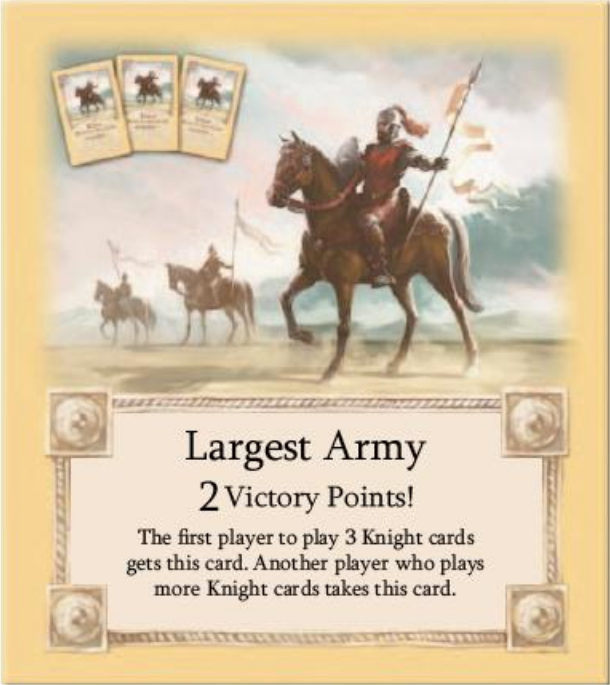 Largest Army
2 Victory Points!
The first player to play 3 Knight cards
gets this card. Another player who plays
more Knight cards takes this card.